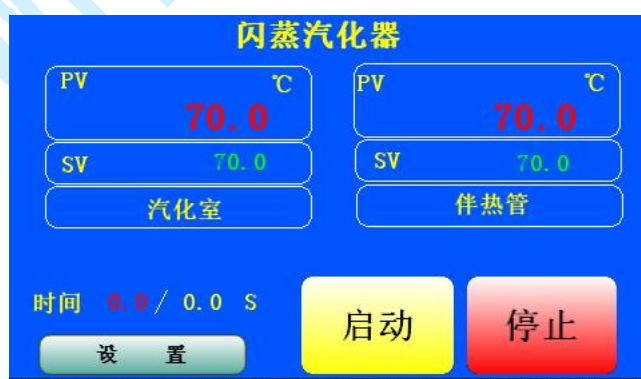 闪蒸汽化器
PV ℃ PV ℃
70.0 70.0
SV 70.0 SV 70.0
汽化室 伴热管
时间 0.0/ 0.0 S
启动 停止
设 置